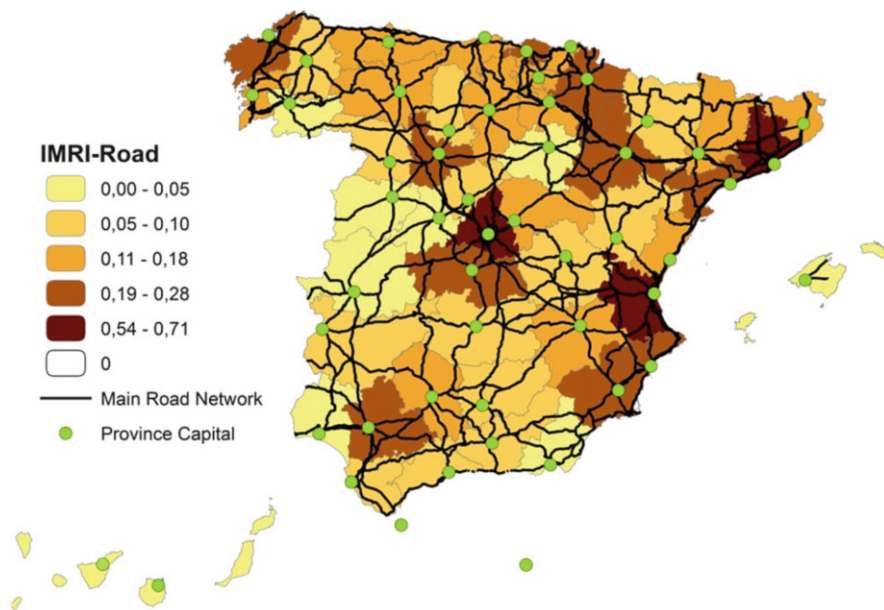 IMRI-Road
0,00 - 0,05
0,05 - 0,10
0,11 - 0,18
0,19 - 0,28
0,54 - 0,71
0
Main Road Network
Province Capital